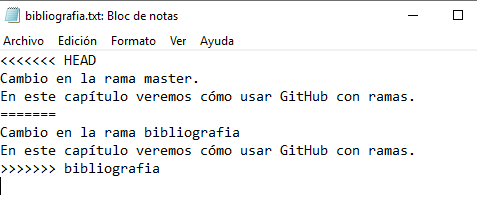 bibliografia.txt: Bloc de notas
Archivo Edición Formato Ver Ayuda
<<<<<<< HEAD
Cambio en la rama master.
En este capítulo veremos cómo usar GitHub con ramas.
=======
Cambio en la rama bibliografia
En este capítulo veremos cómo usar GitHub con ramas.
>>>>>>> bibliografia